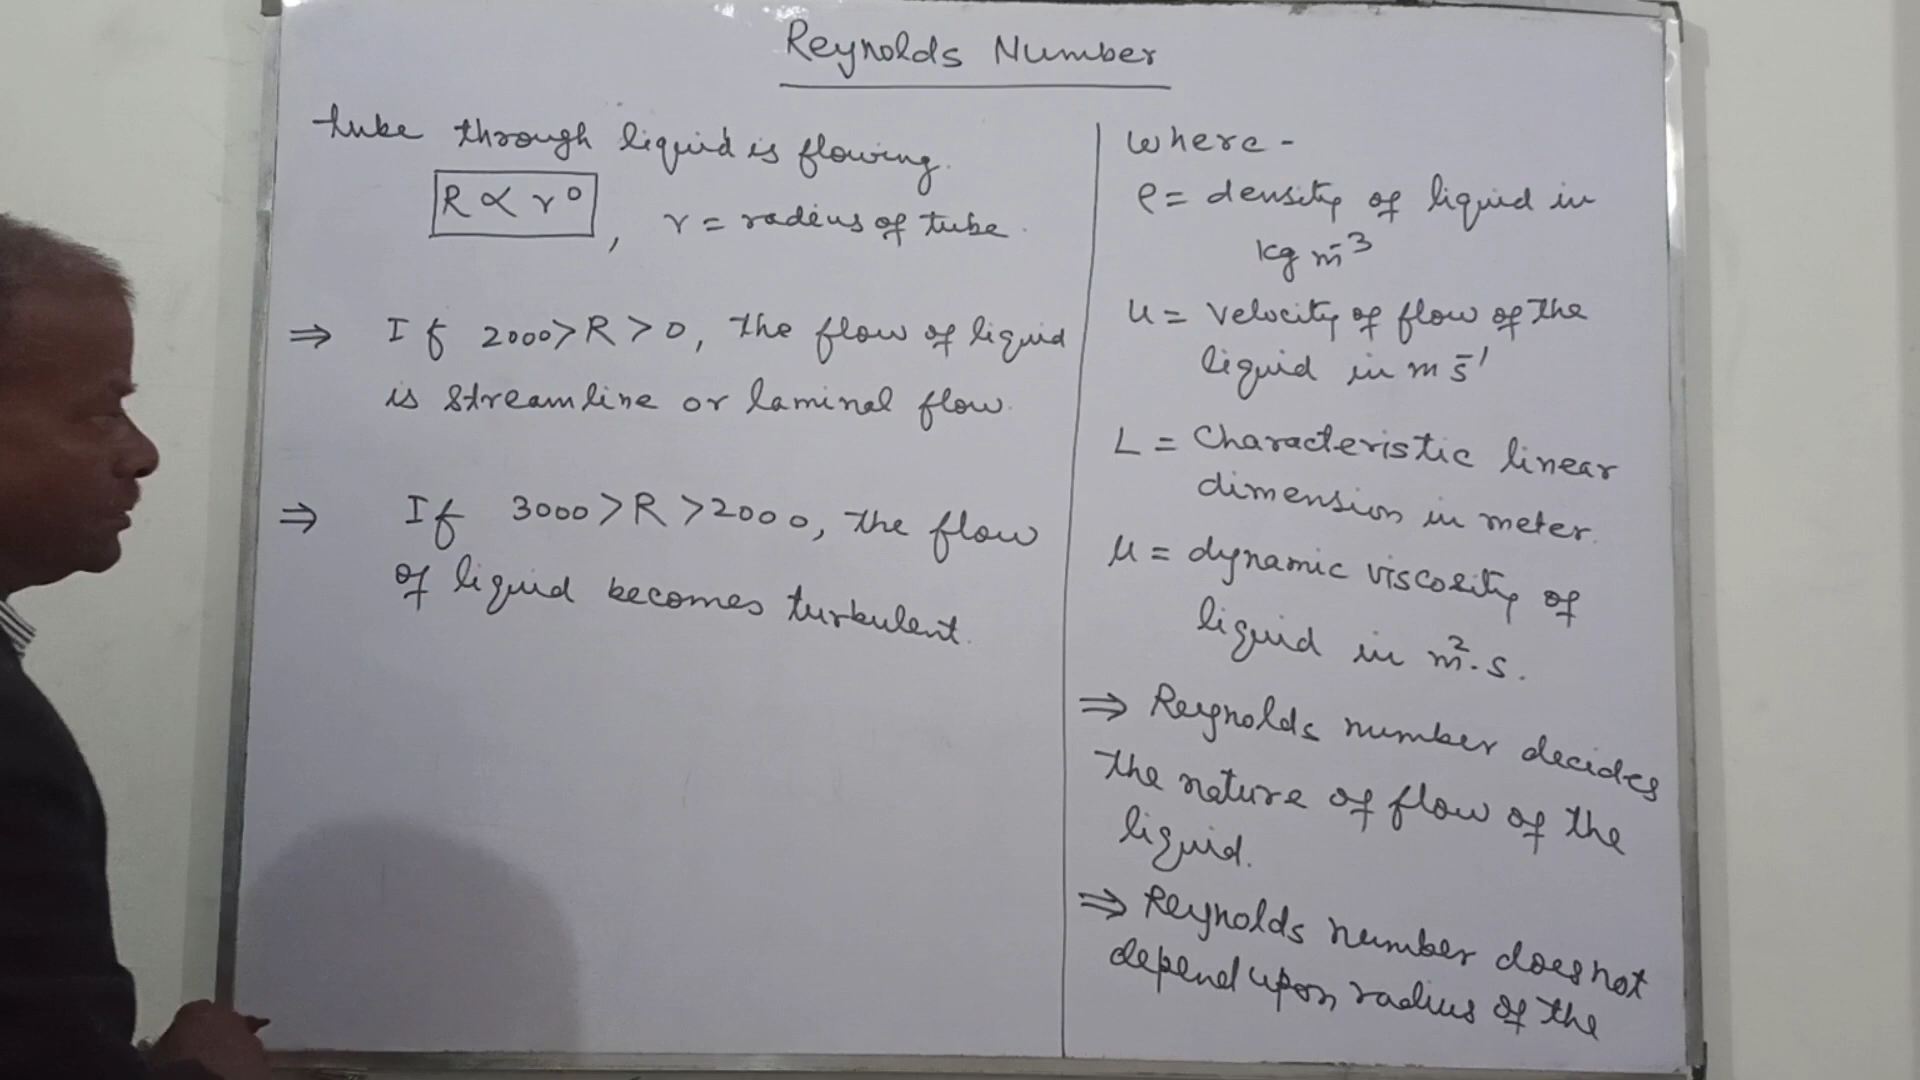 Reynolds Number
tube through liquid is flowing.
R ∝ r⁰, r = radius of tube.
⇒ If 2000 > R > 0, the flow of liquid
is streamline or laminal flow.
⇒ If 3000 > R > 2000, the flow
of liquid becomes turbulent.
where -
ρ = density of liquid in
kg m⁻³
u = velocity of flow of the
liquid in m s⁻¹
L = Characteristic linear
dimension in meter.
μ = dynamic viscosity of
liquid in m².s.
⇒ Reynolds number decides
the nature of flow of the
liquid.
⇒ Reynolds number does not
depend upon radius of the